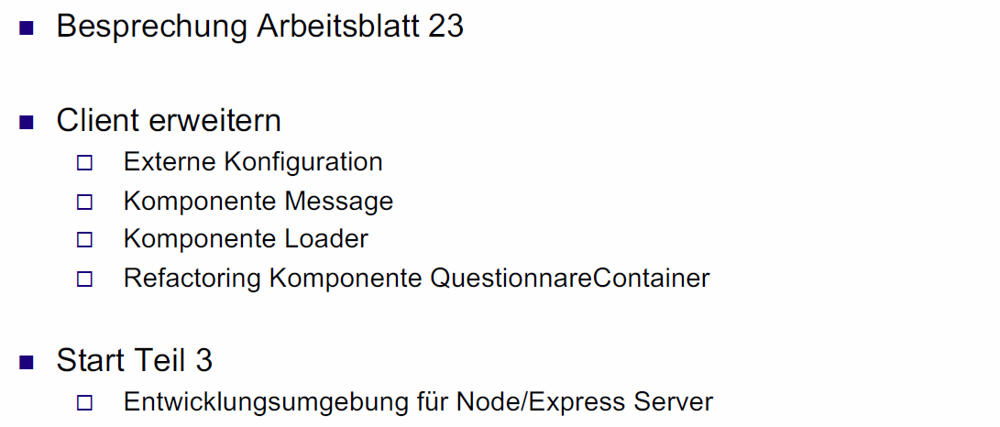 Besprechung Arbeitsblatt 23
Client erweitern
Externe Konfiguration
Komponente Message
Komponente Loader
Refactoring Komponente QuestionnareContainer
Start Teil 3
Entwicklungsumgebung für Node/Express Server